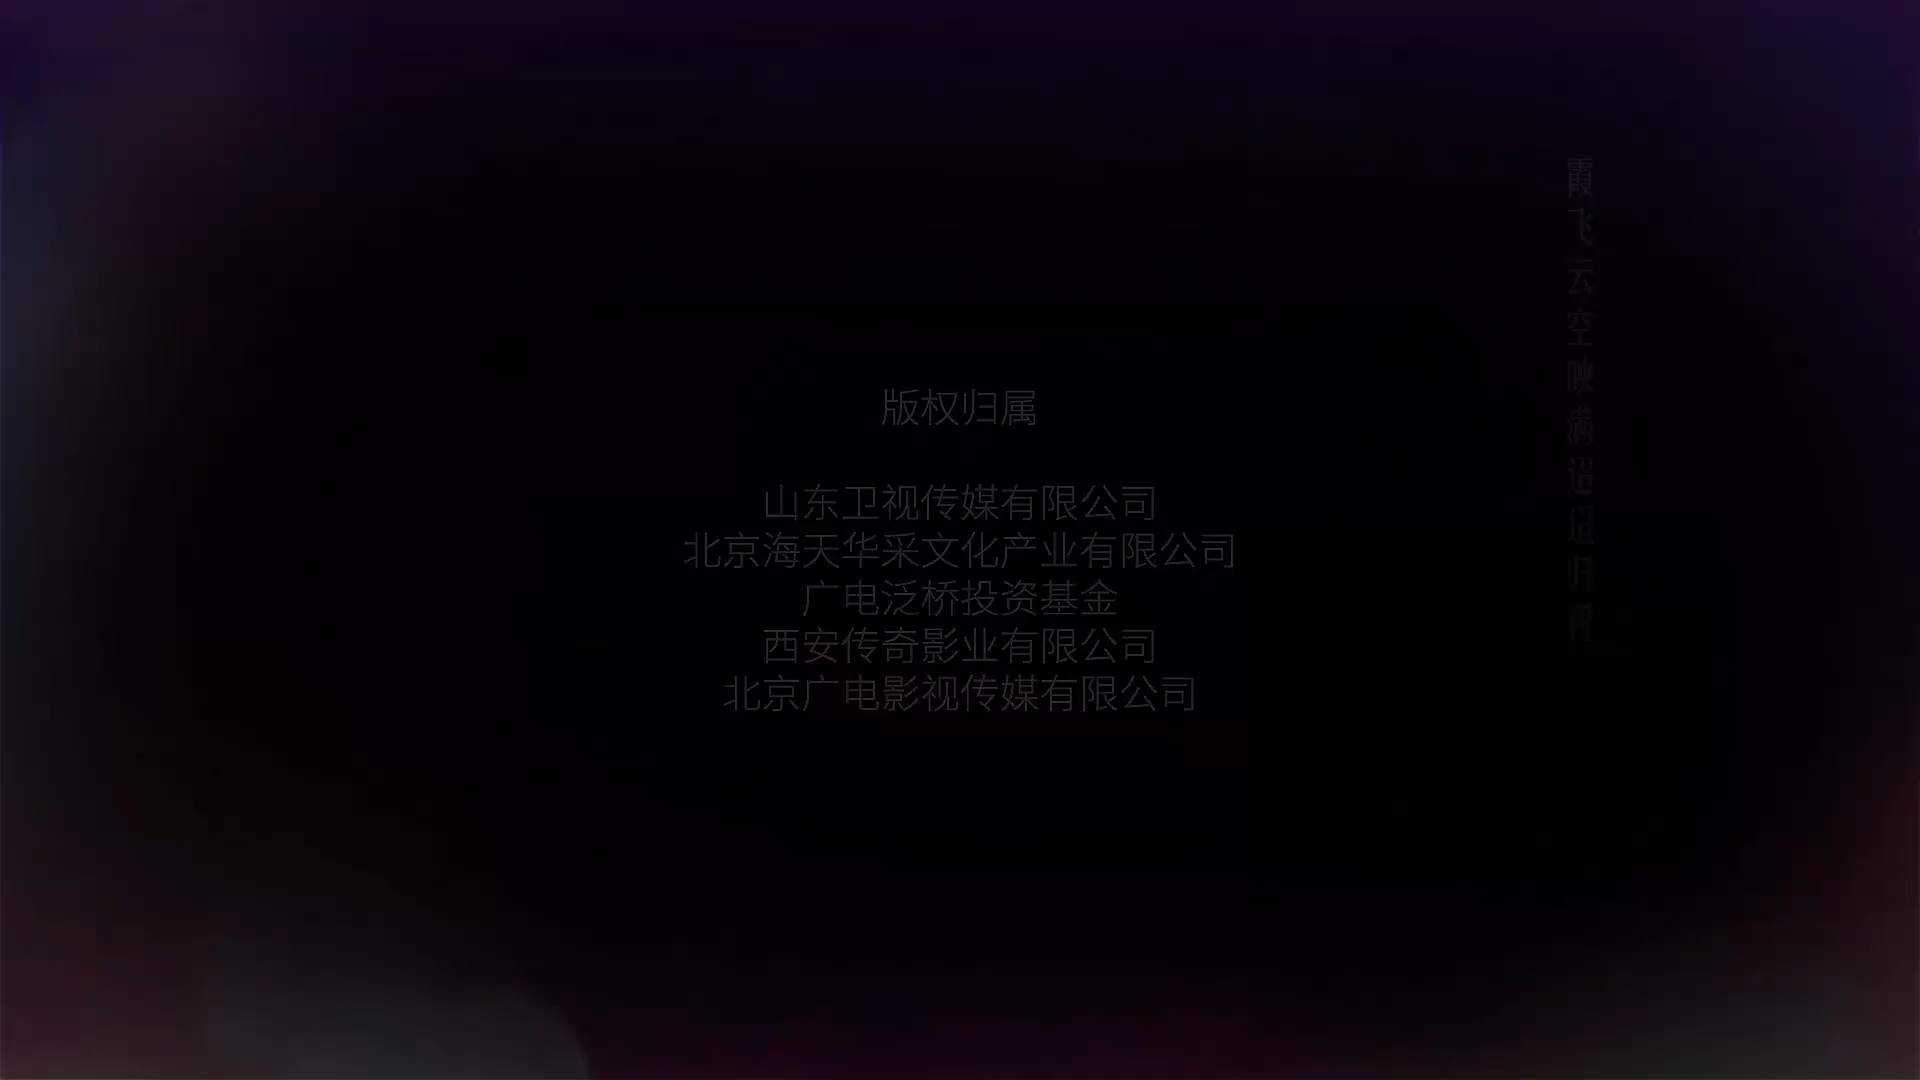 版权归属
山东卫视传媒有限公司
北京海天华采文化产业有限公司
广电泛桥投资基金
西安传奇影业有限公司
北京广电影视传媒有限公司
霞飞云空映满迢迢归程